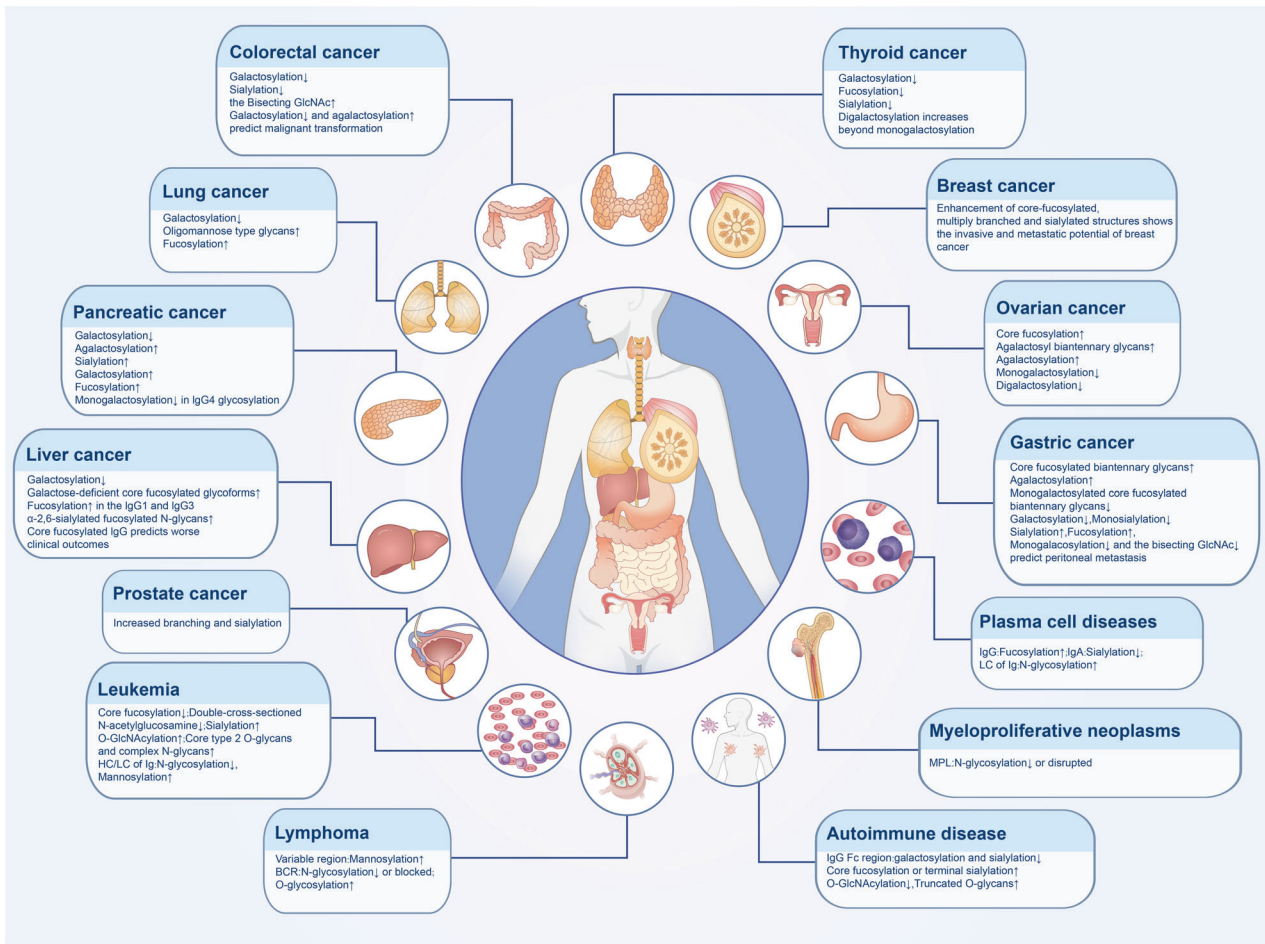 Colorectal cancer
Galactosylation↓
Sialylation↓
the Bisecting GlcNAc↑
Galactosylation↓ and agalactosylation↑
predict malignant transformation
Thyroid cancer
Galactosylation↓
Fucosylation↓
Sialylation↓
Digalactosylation increases
beyond monogalactosylation
Lung cancer
Galactosylation↓
Oligomannose type glycans↑
Fucosylation↑
Breast cancer
Enhancement of core-fucosylated,
multiply branched and sialylated structures shows
the invasive and metastatic potential of breast
cancer
Pancreatic cancer
Galactosylation↓
Agalactosylation↑
Sialylation↑
Galactosylation↑
Fucosylation↑
Monogalactosylation↓ in IgG4 glycosylation
Ovarian cancer
Core fucosylation↑
Agalactosyl biantennary glycans↑
Agalactosylation↑
Monogalactosylation↓
Digalactosylation↓
Liver cancer
Galactosylation↓
Galactose-deficient core fucosylated glycoforms↑
Fucosylation↑ in the IgG1 and IgG3
α-2,6-sialylated fucosylated N-glycans↑
Core fucosylated IgG predicts worse
clinical outcomes
Gastric cancer
Core fucosylated biantennary glycans↑
Agalactosylation↑
Monogalactosylated core fucosylated
biantennary glycans↓
Galactosylation↓,Monosialylation↓
Sialylation↑,Fucosylation↑,
Monogalacosylation↓ and the bisecting GlcNAc↓
predict peritoneal metastasis
Prostate cancer
Increased branching and sialylation
Plasma cell diseases
IgG:Fucosylation↑;IgA:Sialylation↓;
LC of Ig:N-glycosylation↑
Leukemia
Core fucosylation↓;Double-cross-sectioned
N-acetylglucosamine↓;Sialylation↑
O-GlcNAcylation↑;Core type 2 O-glycans
and complex N-glycans↑
HC/LC of Ig:N-glycosylation↓,
Mannosylation↑
Myeloproliferative neoplasms
MPL:N-glycosylation↓ or disrupted
Lymphoma
Variable region:Mannosylation↑
BCR:N-glycosylation↓ or blocked;
O-glycosylation↑
Autoimmune disease
IgG Fc region:galactosylation and sialylation↓
Core fucosylation or terminal sialylation↑
O-GlcNAcylation↓,Truncated O-glycans↑